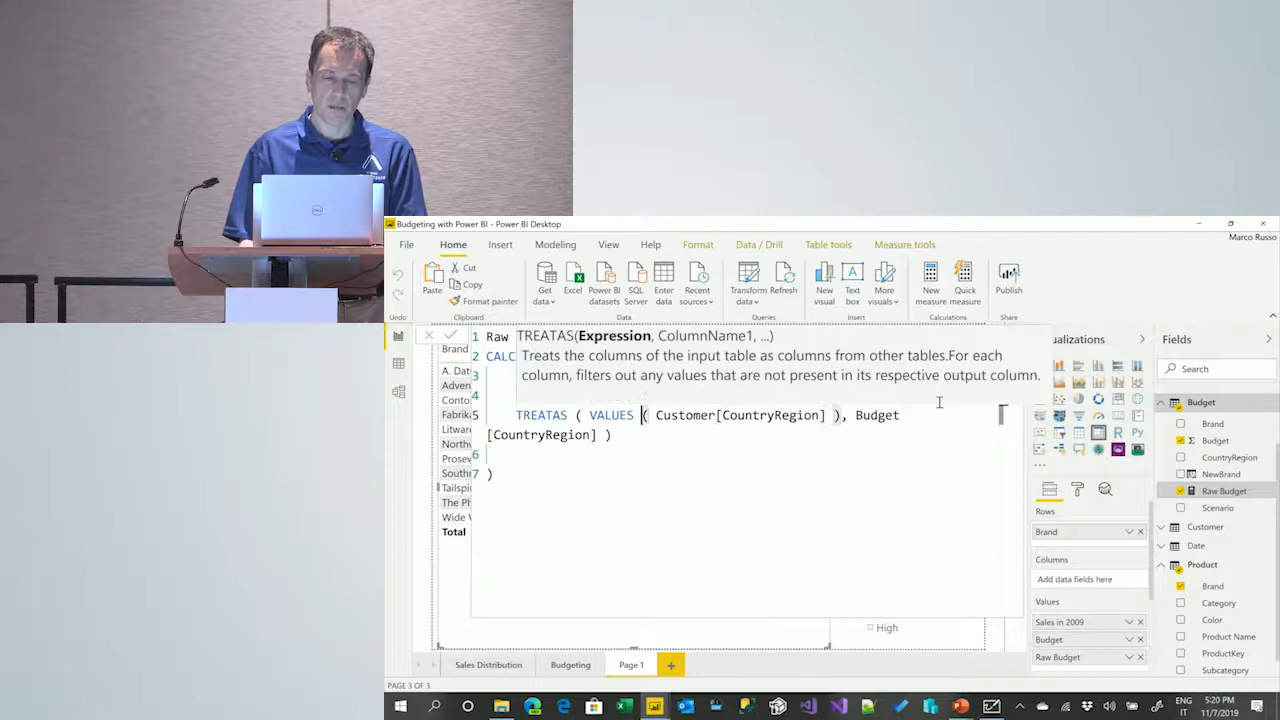 DELL
Budgeting with Power BI - Power BI Desktop
Marco Russo
File Home Insert Modeling View Help Format Data / Drill Table tools Measure tools
Cut
Copy
Format painter
Paste
Get data
Excel
Power BI datasets
SQL Server
Enter data
Recent sources
Transform data
Refresh
New visual
Text box
More visuals
New measure
Quick measure
Publish
Undo Clipboard Data Queries Insert Calculations Share
1 Raw
TREATAS(Expression, ColumnName1, ...)
Treats the columns of the input table as columns from other tables.For each
column, filters out any values that are not present in its respective output column.
2 CALC
3
4
5 TREATAS ( VALUES ( Customer[CountryRegion] ), Budget
[CountryRegion] )
6
7 )
Brand
A. Dat
Adven
Conto
Fabrik
Litwar
North
Prosev
South
Tailspi
The Ph
Wide V
Total
High
ualizations
R Py
...
Rows
Brand
Columns
Add data fields here
Values
Sales in 2009
Budget
Raw Budget
Fields
Search
Budget
Brand
Σ Budget
CountryRegion
NewBrand
Raw Budget
Scenario
Customer
Date
Product
Brand
Category
Color
Product Name
ProductKey
Subcategory
Sales Distribution Budgeting Page 1 +
PAGE 3 OF 3
ENG
IT
5:20 PM
11/7/2019